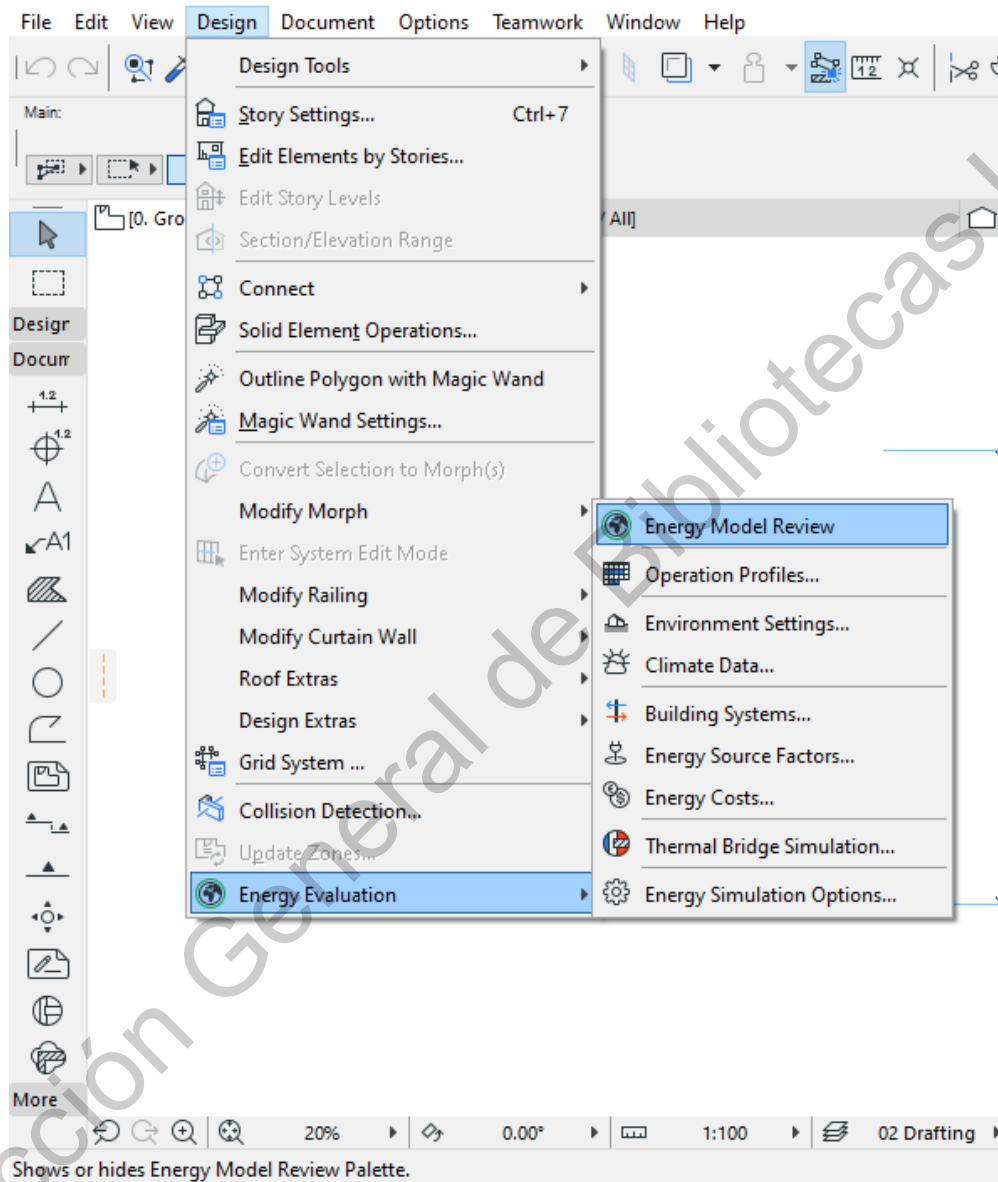 File Edit View Design Document Options Teamwork Window Help
Design Tools
Main:
Story Settings... Ctrl+7
Edit Elements by Stories...
Edit Story Levels
[0. Gro
/ All]
Section/Elevation Range
Connect
Solid Element Operations...
Outline Polygon with Magic Wand
Magic Wand Settings...
Convert Selection to Morph(s)
Modify Morph
Enter System Edit Mode
Modify Railing
Modify Curtain Wall
Roof Extras
Design Extras
Grid System ...
Collision Detection...
Update Zones...
Energy Evaluation
Energy Model Review
Operation Profiles...
Environment Settings...
Climate Data...
Building Systems...
Energy Source Factors...
Energy Costs...
Thermal Bridge Simulation...
Energy Simulation Options...
Desigr
Docum
1.2
1.2
A
A1
More
20% 0.00° 1:100 02 Drafting
Shows or hides Energy Model Review Palette.
cción General de Bibliotecas